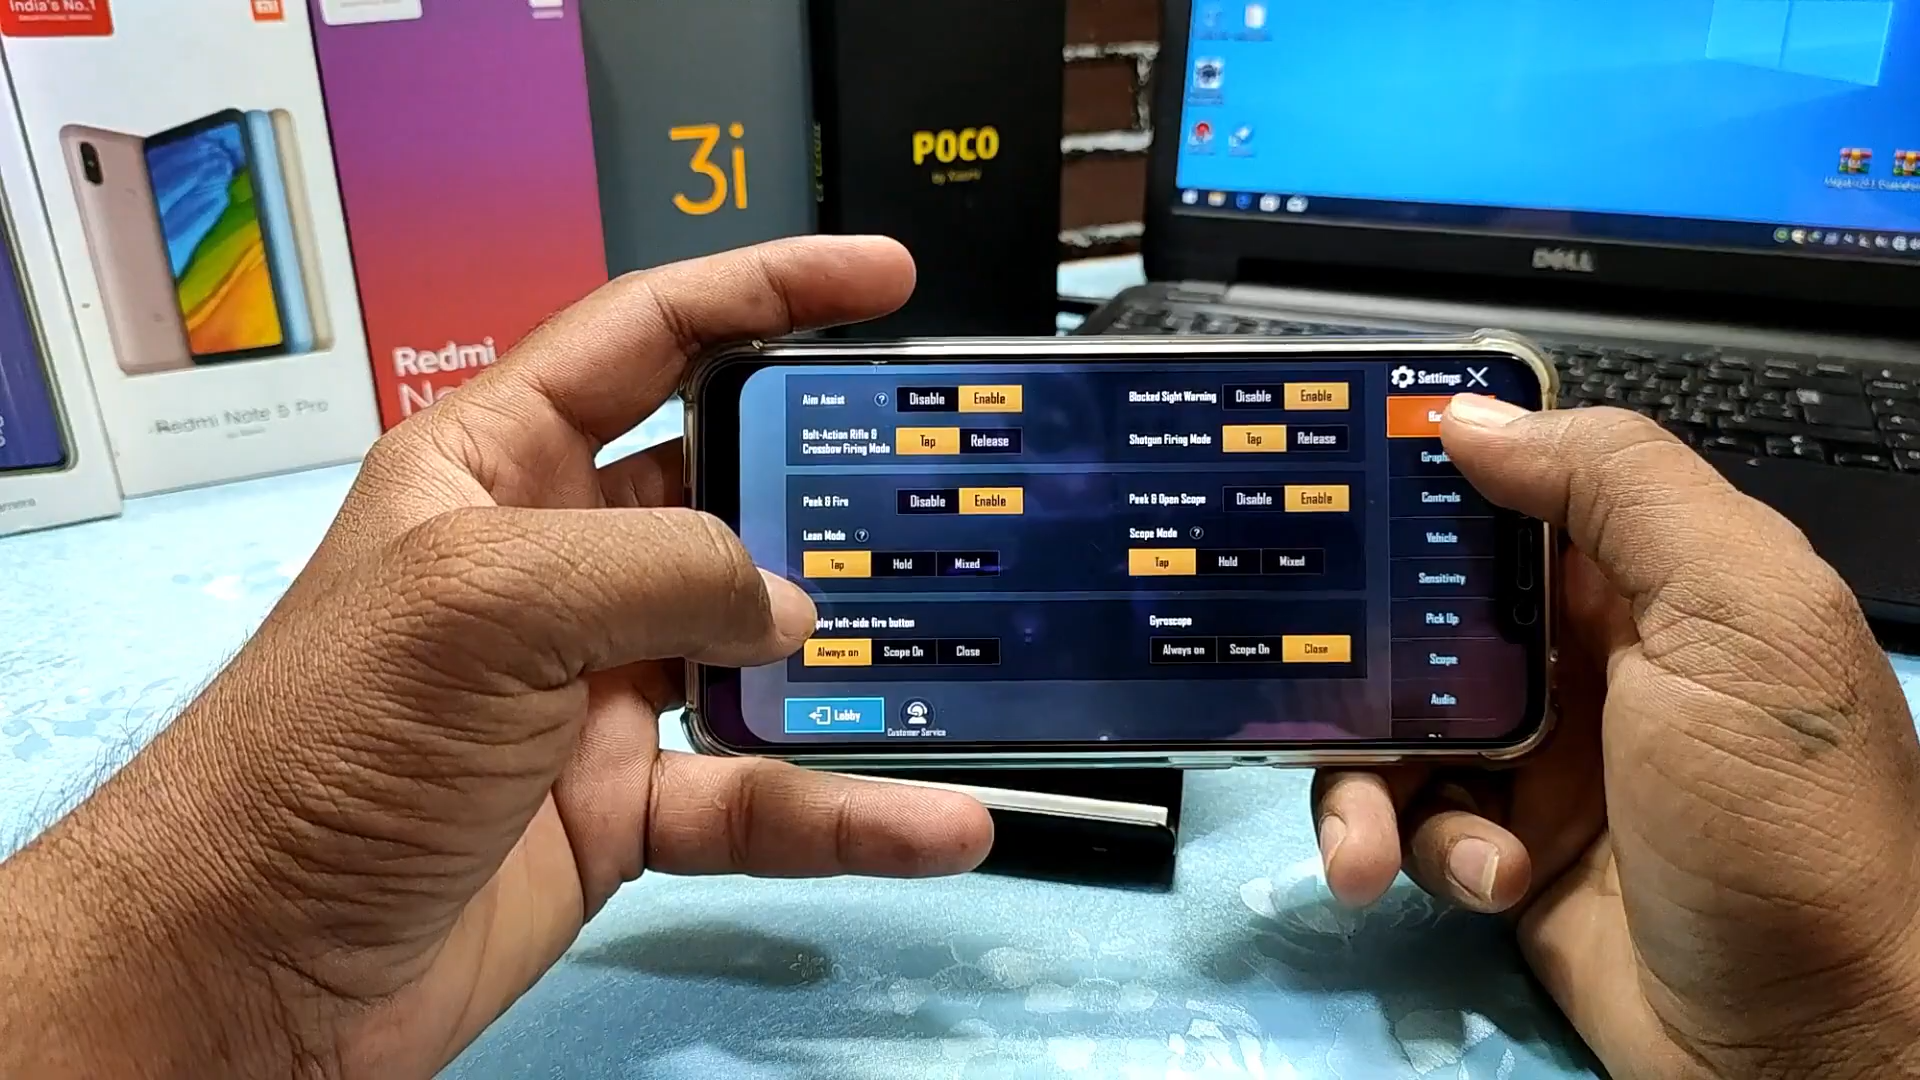 India's No.1
Redmi Note 5 Pro
Redmi
3i
POCO
by Xiaomi
DELL
Settings
Aim Assist ? Disable Enable
Blocked Sight Warning Disable Enable
Bolt-Action Rifle &
Crossbow Firing Mode Tap Release
Shotgun Firing Mode Tap Release
Peek & Fire Disable Enable
Peek & Open Scope Disable Enable
Lean Mode ?
Tap Hold Mixed
Scope Mode ?
Tap Hold Mixed
play left-side fire button
Always on Scope On Close
Gyroscope
Always on Scope On Close
Lobby
Customer Service
Graph
Controls
Vehicle
Sensitivity
Pick Up
Scope
Audio